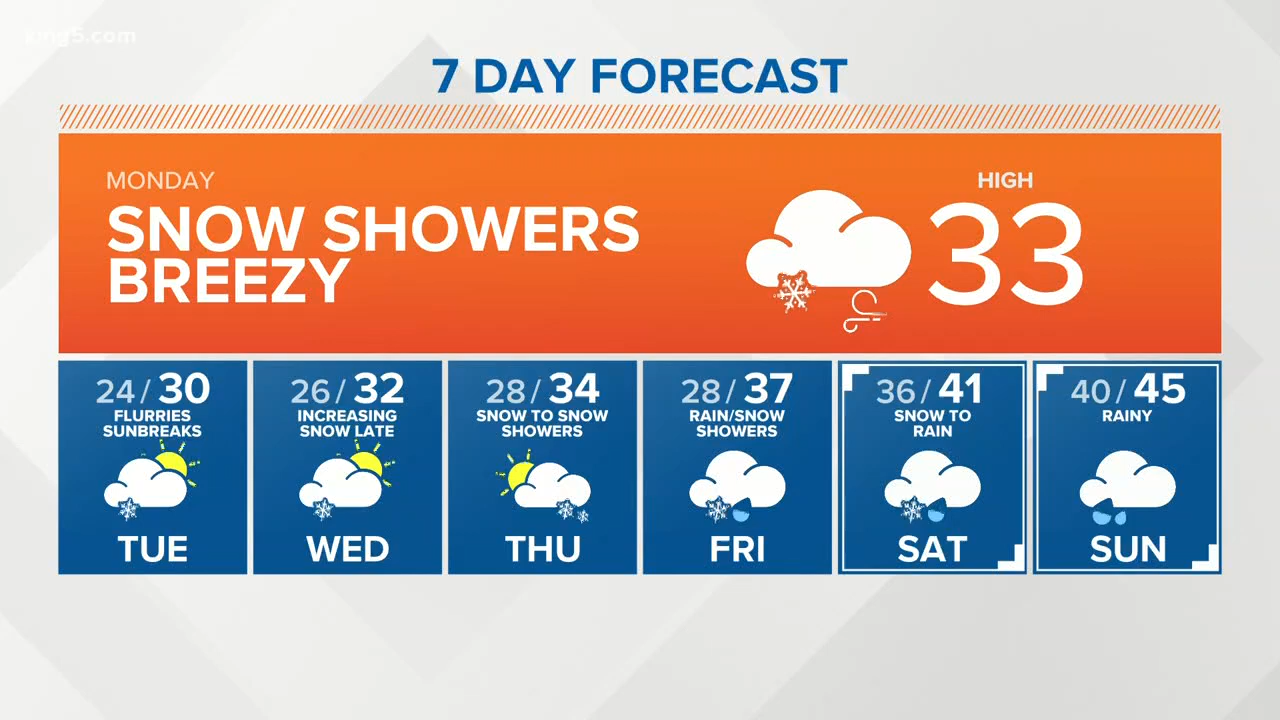 king5.com
7 DAY FORECAST
MONDAY
SNOW SHOWERS
BREEZY
HIGH
33
24 / 30
FLURRIES
SUNBREAKS
TUE
26 / 32
INCREASING
SNOW LATE
WED
28 / 34
SNOW TO SNOW
SHOWERS
THU
28 / 37
RAIN/SNOW
SHOWERS
FRI
36 / 41
SNOW TO
RAIN
SAT
40 / 45
RAINY
SUN